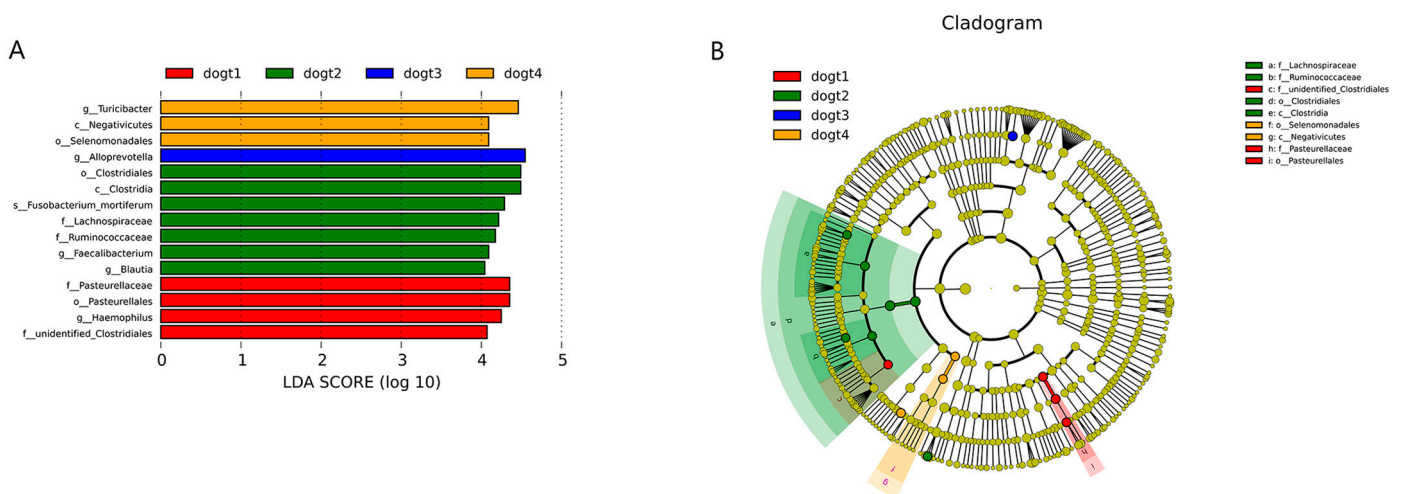 Cladogram
A
B
dogt1 dogt2 dogt3 dogt4
g__Turicibacter
c__Negativicutes
o__Selenomonadales
g__Alloprevotella
o__Clostridiales
c__Clostridia
s__Fusobacterium_mortiferum
f__Lachnospiraceae
f__Ruminococcaceae
g__Faecalibacterium
g__Blautia
f__Pasteurellaceae
o__Pasteurellales
g__Haemophilus
f__unidentified_Clostridiales
0 1 2 3 4 5
LDA SCORE (log 10)
dogt1
dogt2
dogt3
dogt4
a
b
c
d
e
f
g
h
i
a: f__Lachnospiraceae
b: f__Ruminococcaceae
c: f__unidentified_Clostridiales
d: o__Clostridiales
e: c__Clostridia
f: o__Selenomonadales
g: c__Negativicutes
h: f__Pasteurellaceae
i: o__Pasteurellales